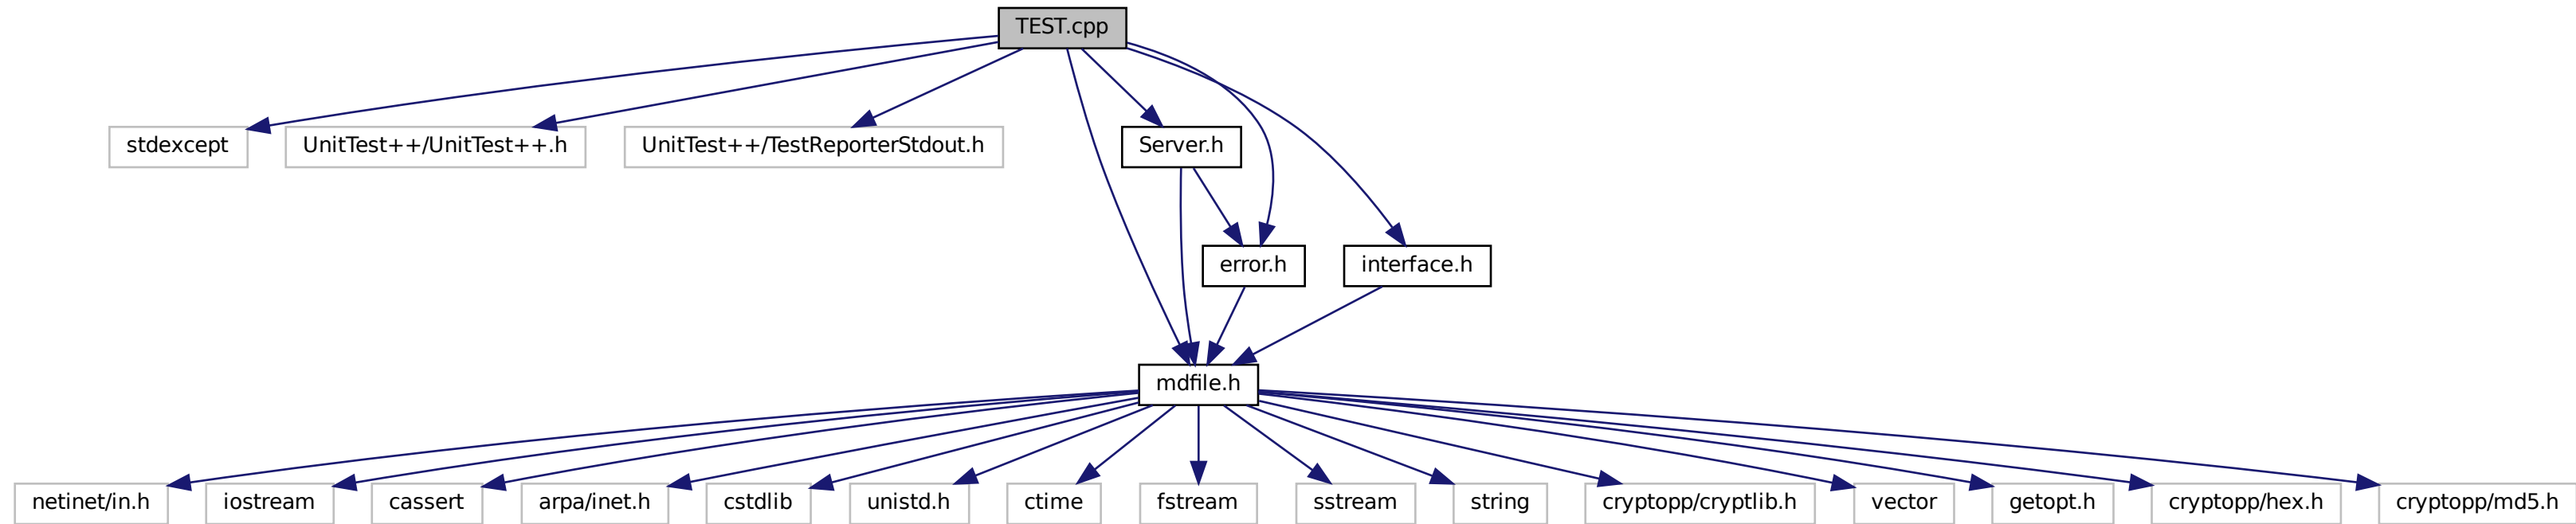 TEST.cpp
stdexcept
UnitTest++/UnitTest++.h
UnitTest++/TestReporterStdout.h
Server.h
error.h
interface.h
mdfile.h
netinet/in.h
iostream
cassert
arpa/inet.h
cstdlib
unistd.h
ctime
fstream
sstream
string
cryptopp/cryptlib.h
vector
getopt.h
cryptopp/hex.h
cryptopp/md5.h